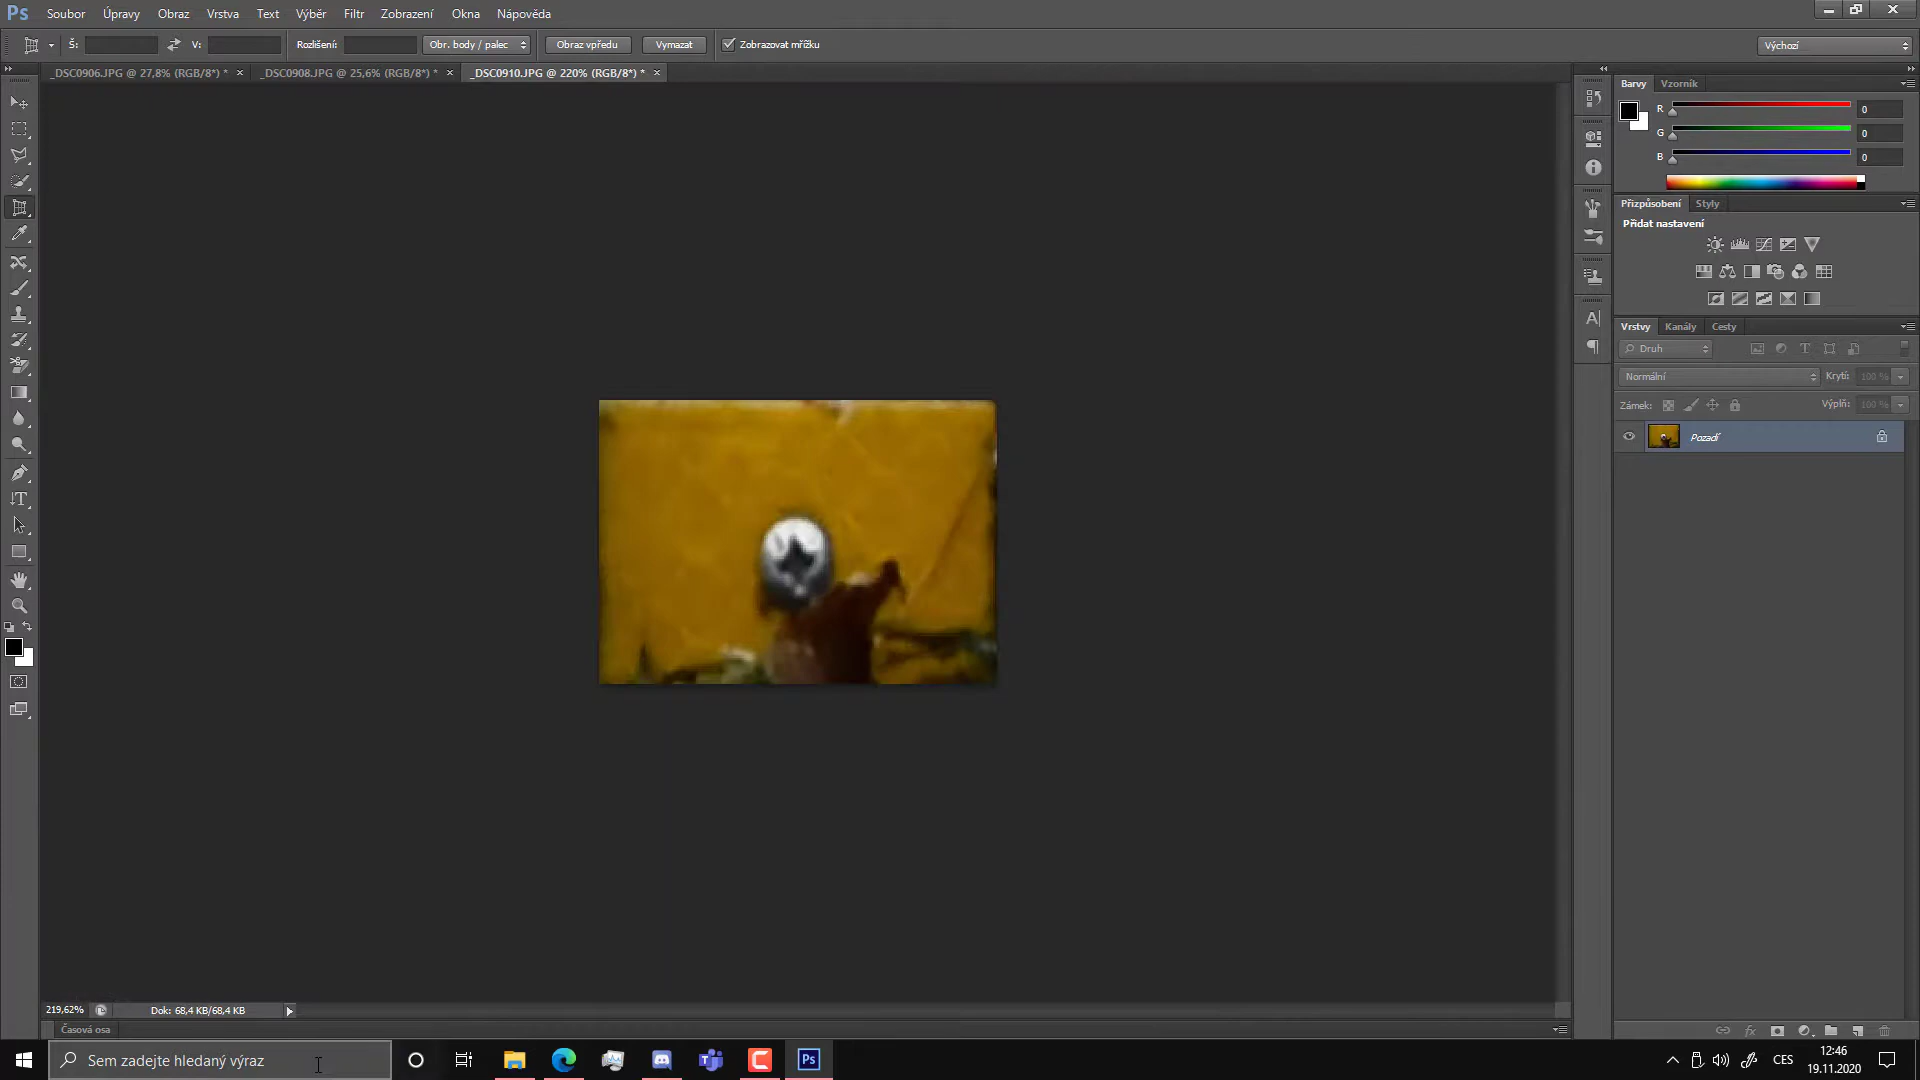 Ps Soubor Úpravy Obraz Vrstva Text Výběr Filtr Zobrazení Okna Nápověda
Š: V: Rozlišení: Obr. body / palec Obraz vpředu Vymazat Zobrazovat mřížku Výchozí
_DSC0906.JPG @ 27,8% (RGB/8*) * × _DSC0908.JPG @ 25,6% (RGB/8*) * × _DSC0910.JPG @ 220% (RGB/8*) * ×
Barvy Vzorník
R 0
G 0
B 0
Přizpůsobení Styly
Přidat nastavení
Vrstvy Kanály Cesty
Druh
Normální Krytí: 100 %
Zámek: Výplň: 100 %
Pozadí
219,62% Dok: 68,4 KB/68,4 KB
Časová osa
Sem zadejte hledaný výraz
Ps
CES
12:46
19.11.2020